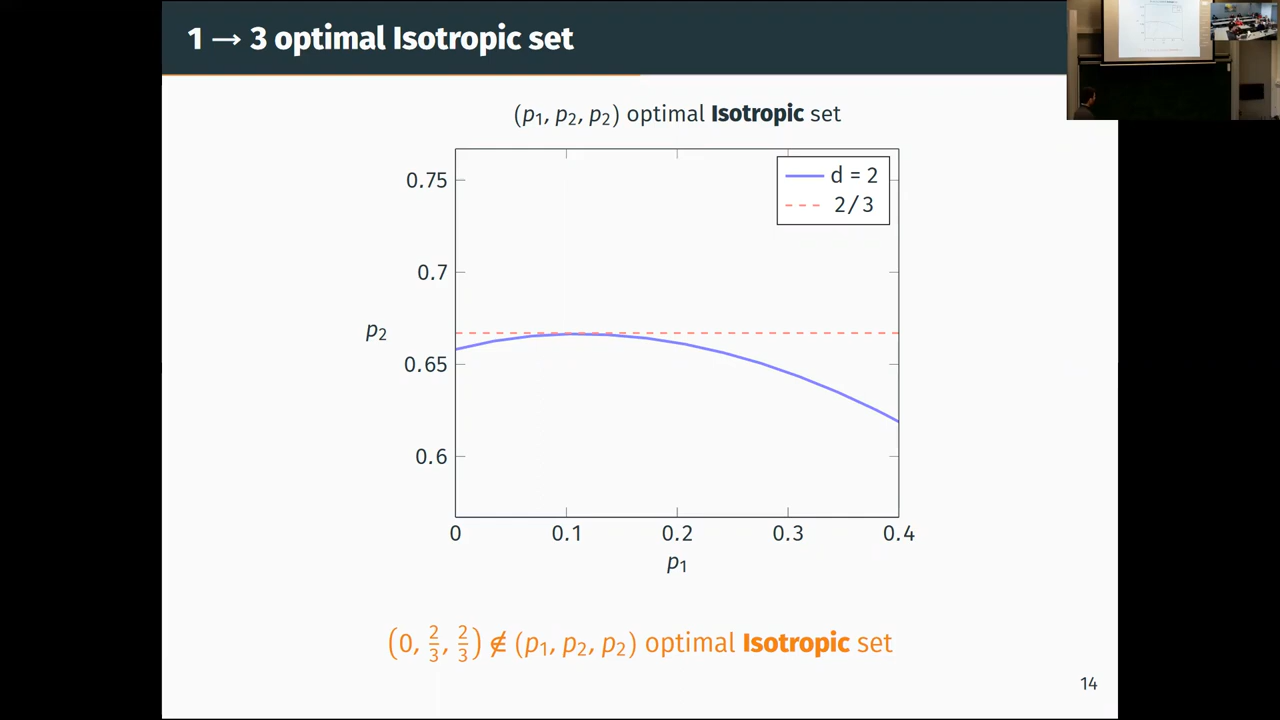 1 → 3 optimal Isotropic set
(p₁, p₂, p₂) optimal Isotropic set
d = 2
2/3
0.75
0.7
0.65
0.6
p₂
0 0.1 0.2 0.3 0.4
p₁
(0, 2/3, 2/3) ∉ (p₁, p₂, p₂) optimal Isotropic set
14